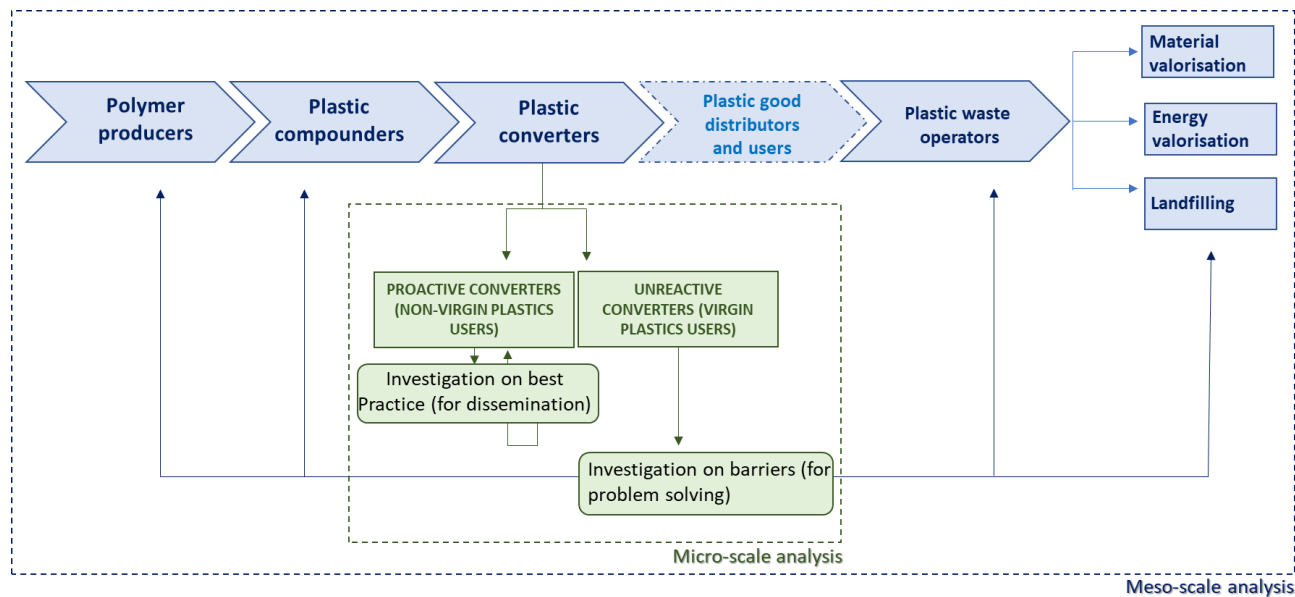 Polymer
producers
Plastic
compounders
Plastic
converters
Plastic good
distributors
and users
Plastic waste
operators
Material
valorisation
Energy
valorisation
Landfilling
PROACTIVE CONVERTERS
(NON-VIRGIN PLASTICS
USERS)
UNREACTIVE
CONVERTERS (VIRGIN
PLASTICS USERS)
Investigation on best
Practice (for dissemination)
Investigation on barriers (for
problem solving)
Micro-scale analysis
Meso-scale analysis